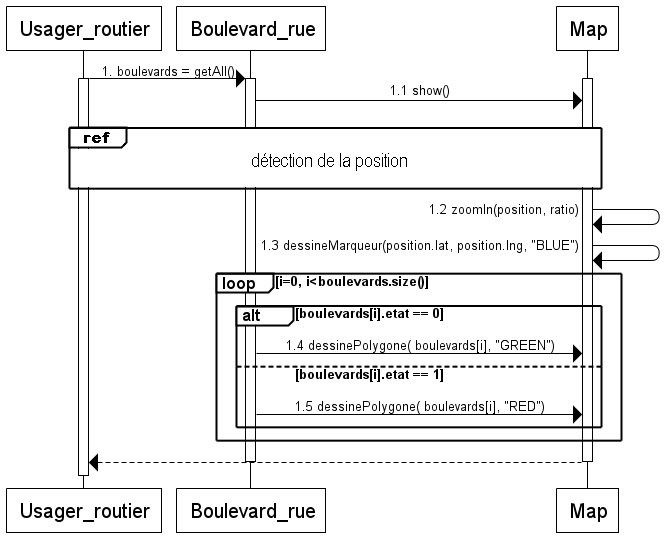 Usager_routier
Boulevard_rue
Map
1. boulevards = getAll()
1.1 show()
ref
détection de la position
1.2 zoomIn(position, ratio)
1.3 dessineMarqueur(position.lat, position.lng, "BLUE")
loop [i=0, i<boulevards.size()]
alt [boulevards[i].etat == 0]
1.4 dessinePolygone( boulevards[i], "GREEN")
[boulevards[i].etat == 1]
1.5 dessinePolygone( boulevards[i], "RED")
Usager_routier
Boulevard_rue
Map